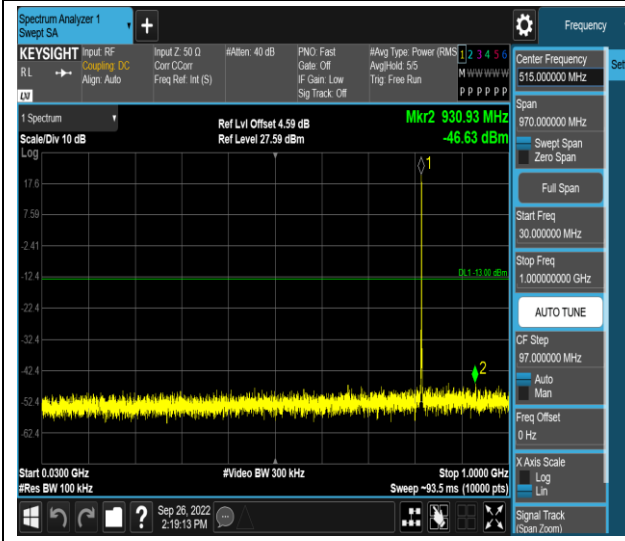 Spectrum Analyzer 1
Swept SA
Frequency
KEYSIGHT
RL
LXI
Input: RF
Coupling: DC
Align: Auto
Input Z: 50 Ω
Corr CCorr
Freq Ref: Int (S)
#Atten: 40 dB
PNO: Fast
Gate: Off
IF Gain: Low
Sig Track: Off
#Avg Type: Power (RMS
Avg|Hold: 5/5
Trig: Free Run
1 2 3 4 5 6
M W W W W W
P P P P P P
Center Frequency
515.000000 MHz
Set
Span
970.000000 MHz
Swept Span
Zero Span
Full Span
Start Freq
30.000000 MHz
Stop Freq
1.000000000 GHz
AUTO TUNE
CF Step
97.000000 MHz
Auto
Man
Freq Offset
0 Hz
X Axis Scale
Log
Lin
Signal Track
(Span Zoom)
1 Spectrum
Scale/Div 10 dB
Log
Ref Lvl Offset 4.59 dB
Ref Level 27.59 dBm
Mkr2 930.93 MHz
-46.63 dBm
1
17.6
7.59
-2.41
-12.4
DL1 -13.00 dBm
-22.4
-32.4
-42.4
2
-52.4
-62.4
Start 0.0300 GHz
#Res BW 100 kHz
#Video BW 300 kHz
Stop 1.0000 GHz
Sweep ~93.5 ms (10000 pts)
?
Sep 26, 2022
2:19:13 PM